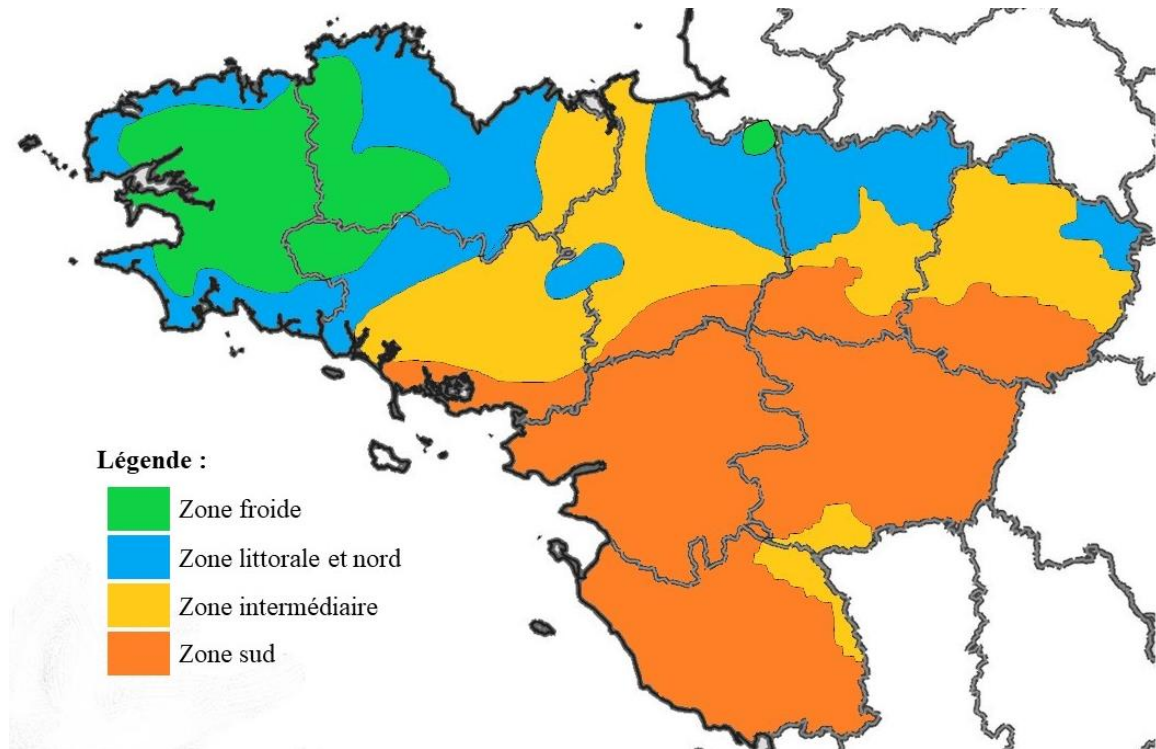 Légende :
Zone froide
Zone littorale et nord
Zone intermédiaire
Zone sud